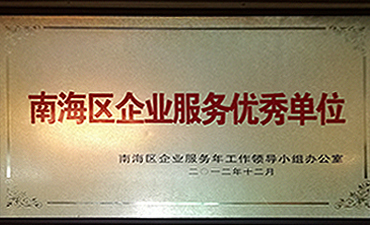 南海区企业服务优秀单位
南海区企业服务年工作领导小组办公室
二〇一二年十二月